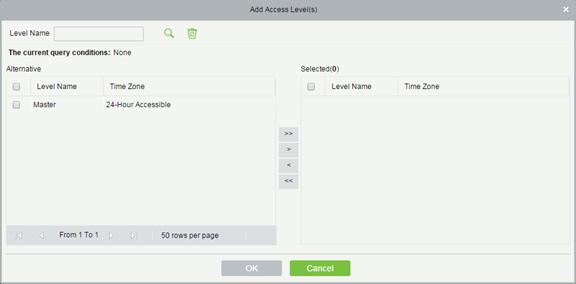 Add Access Level(s)
Level Name
The current query conditions: None
Alternative
Level Name Time Zone
Master 24-Hour Accessible
From 1 To 1 50 rows per page
>>
>
<
<<
Selected(0)
Level Name Time Zone
OK Cancel